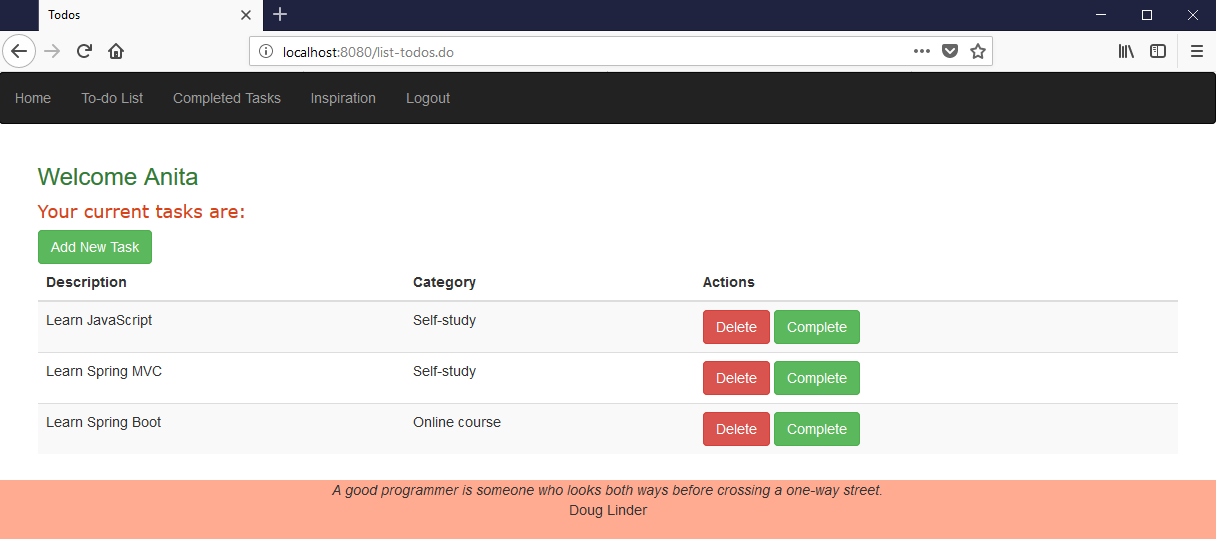 Todos
localhost:8080/list-todos.do
Home To-do List Completed Tasks Inspiration Logout
Welcome Anita
Your current tasks are:
Add New Task
Description Category Actions
Learn JavaScript Self-study Delete Complete
Learn Spring MVC Self-study Delete Complete
Learn Spring Boot Online course Delete Complete
A good programmer is someone who looks both ways before crossing a one-way street.
Doug Linder